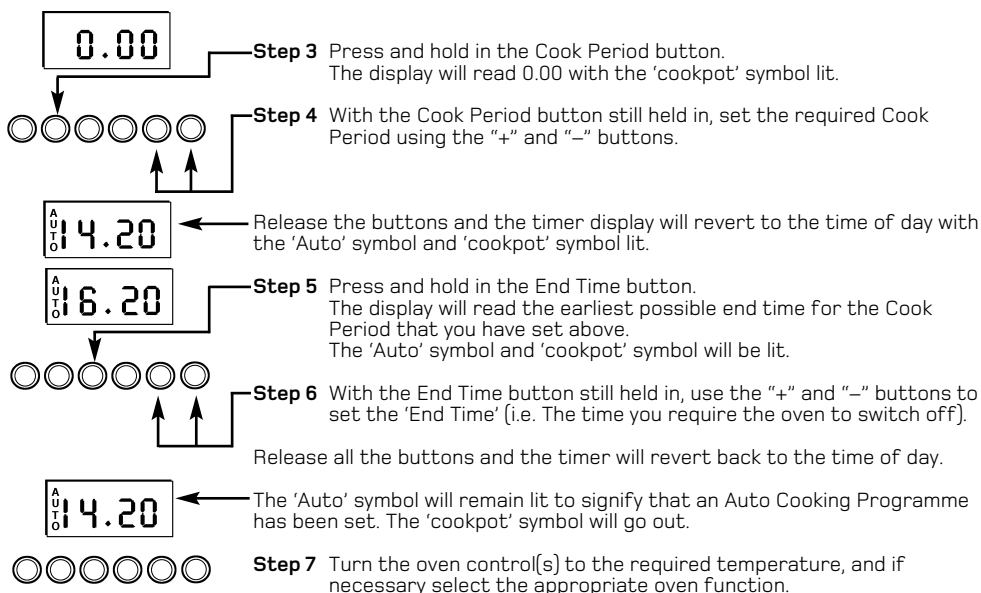 0.00
Step 3 Press and hold in the Cook Period button.
The display will read 0.00 with the ‘cookpot’ symbol lit.
Step 4 With the Cook Period button still held in, set the required Cook
Period using the “+” and “–” buttons.
AUTO 14.20
Release the buttons and the timer display will revert to the time of day with
the ‘Auto’ symbol and ‘cookpot’ symbol lit.
AUTO 16.20
Step 5 Press and hold in the End Time button.
The display will read the earliest possible end time for the Cook
Period that you have set above.
The ‘Auto’ symbol and ‘cookpot’ symbol will be lit.
Step 6 With the End Time button still held in, use the “+” and “–” buttons to
set the ‘End Time’ (i.e. The time you require the oven to switch off).
Release all the buttons and the timer will revert back to the time of day.
AUTO 14.20
The ‘Auto’ symbol will remain lit to signify that an Auto Cooking Programme
has been set. The ‘cookpot’ symbol will go out.
Step 7 Turn the oven control(s) to the required temperature, and if
necessary select the appropriate oven function.